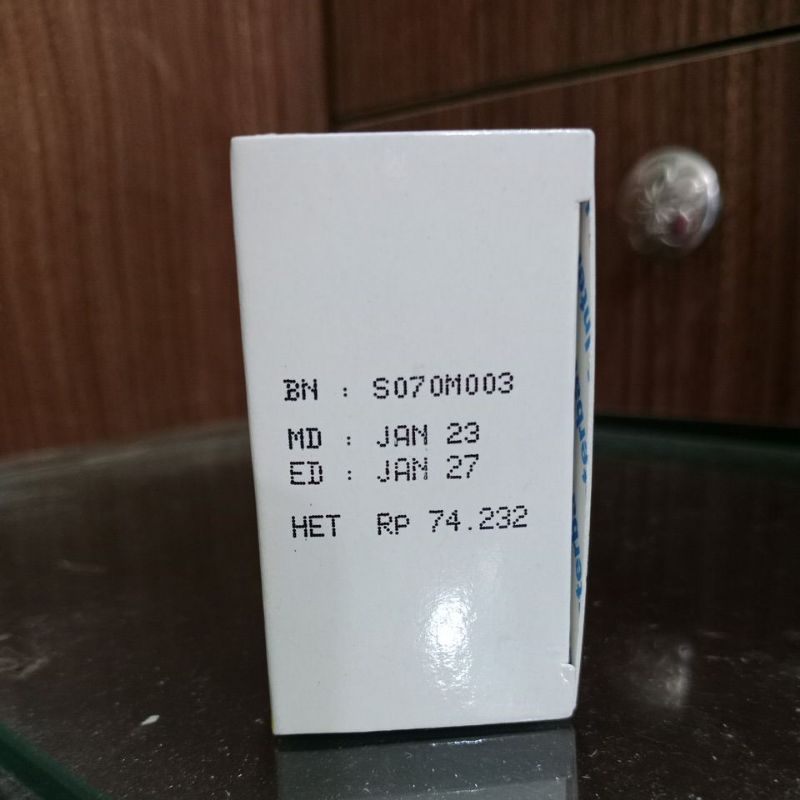 BN : S070M003
MD : JAN 23
ED : JAN 27
HET RP 74.232